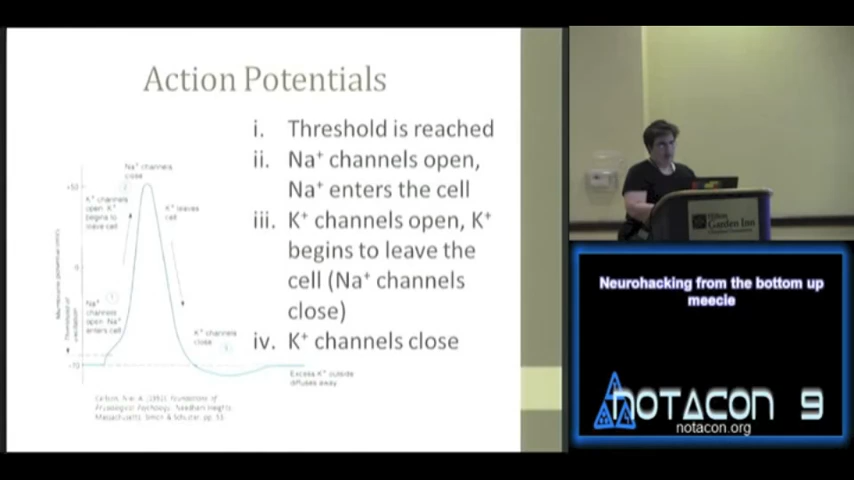 Action Potentials
i. Threshold is reached
ii. Na⁺ channels open,
Na⁺ enters the cell
iii. K⁺ channels open, K⁺
begins to leave the
cell (Na⁺ channels
close)
iv. K⁺ channels close
Na⁺ channels
close
+50
K⁺ channels
open, K⁺
begins to
leave cell
K⁺ leaves
cell
0
Na⁺
channels
open, Na⁺
enters cell
K⁺ channels
close
-70
Excess K⁺ outside
diffuses away
Hilton
Garden Inn
Neurohacking from the bottom up
meecie
NOTACON 9
notacon.org